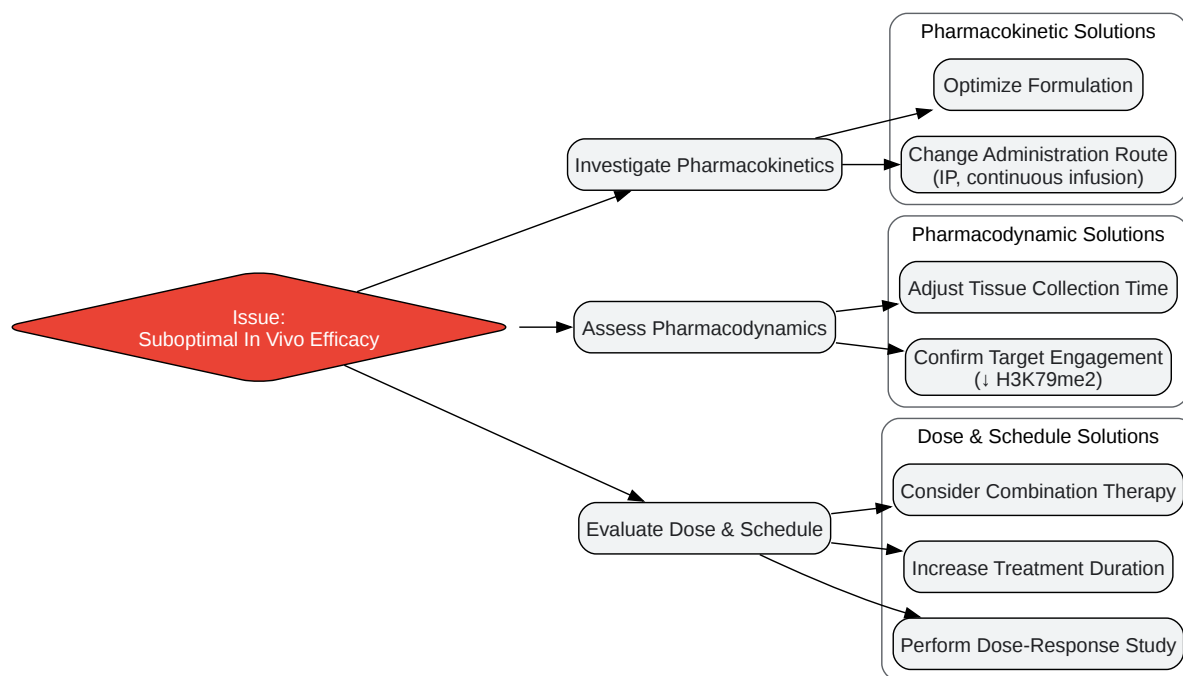 Pharmacokinetic Solutions
Optimize Formulation
Change Administration Route
(IP, continuous infusion)
Investigate Pharmacokinetics
Pharmacodynamic Solutions
Adjust Tissue Collection Time
Confirm Target Engagement
(↓ H3K79me2)
Issue:
Suboptimal In Vivo Efficacy
Assess Pharmacodynamics
Dose & Schedule Solutions
Consider Combination Therapy
Increase Treatment Duration
Perform Dose-Response Study
Evaluate Dose & Schedule